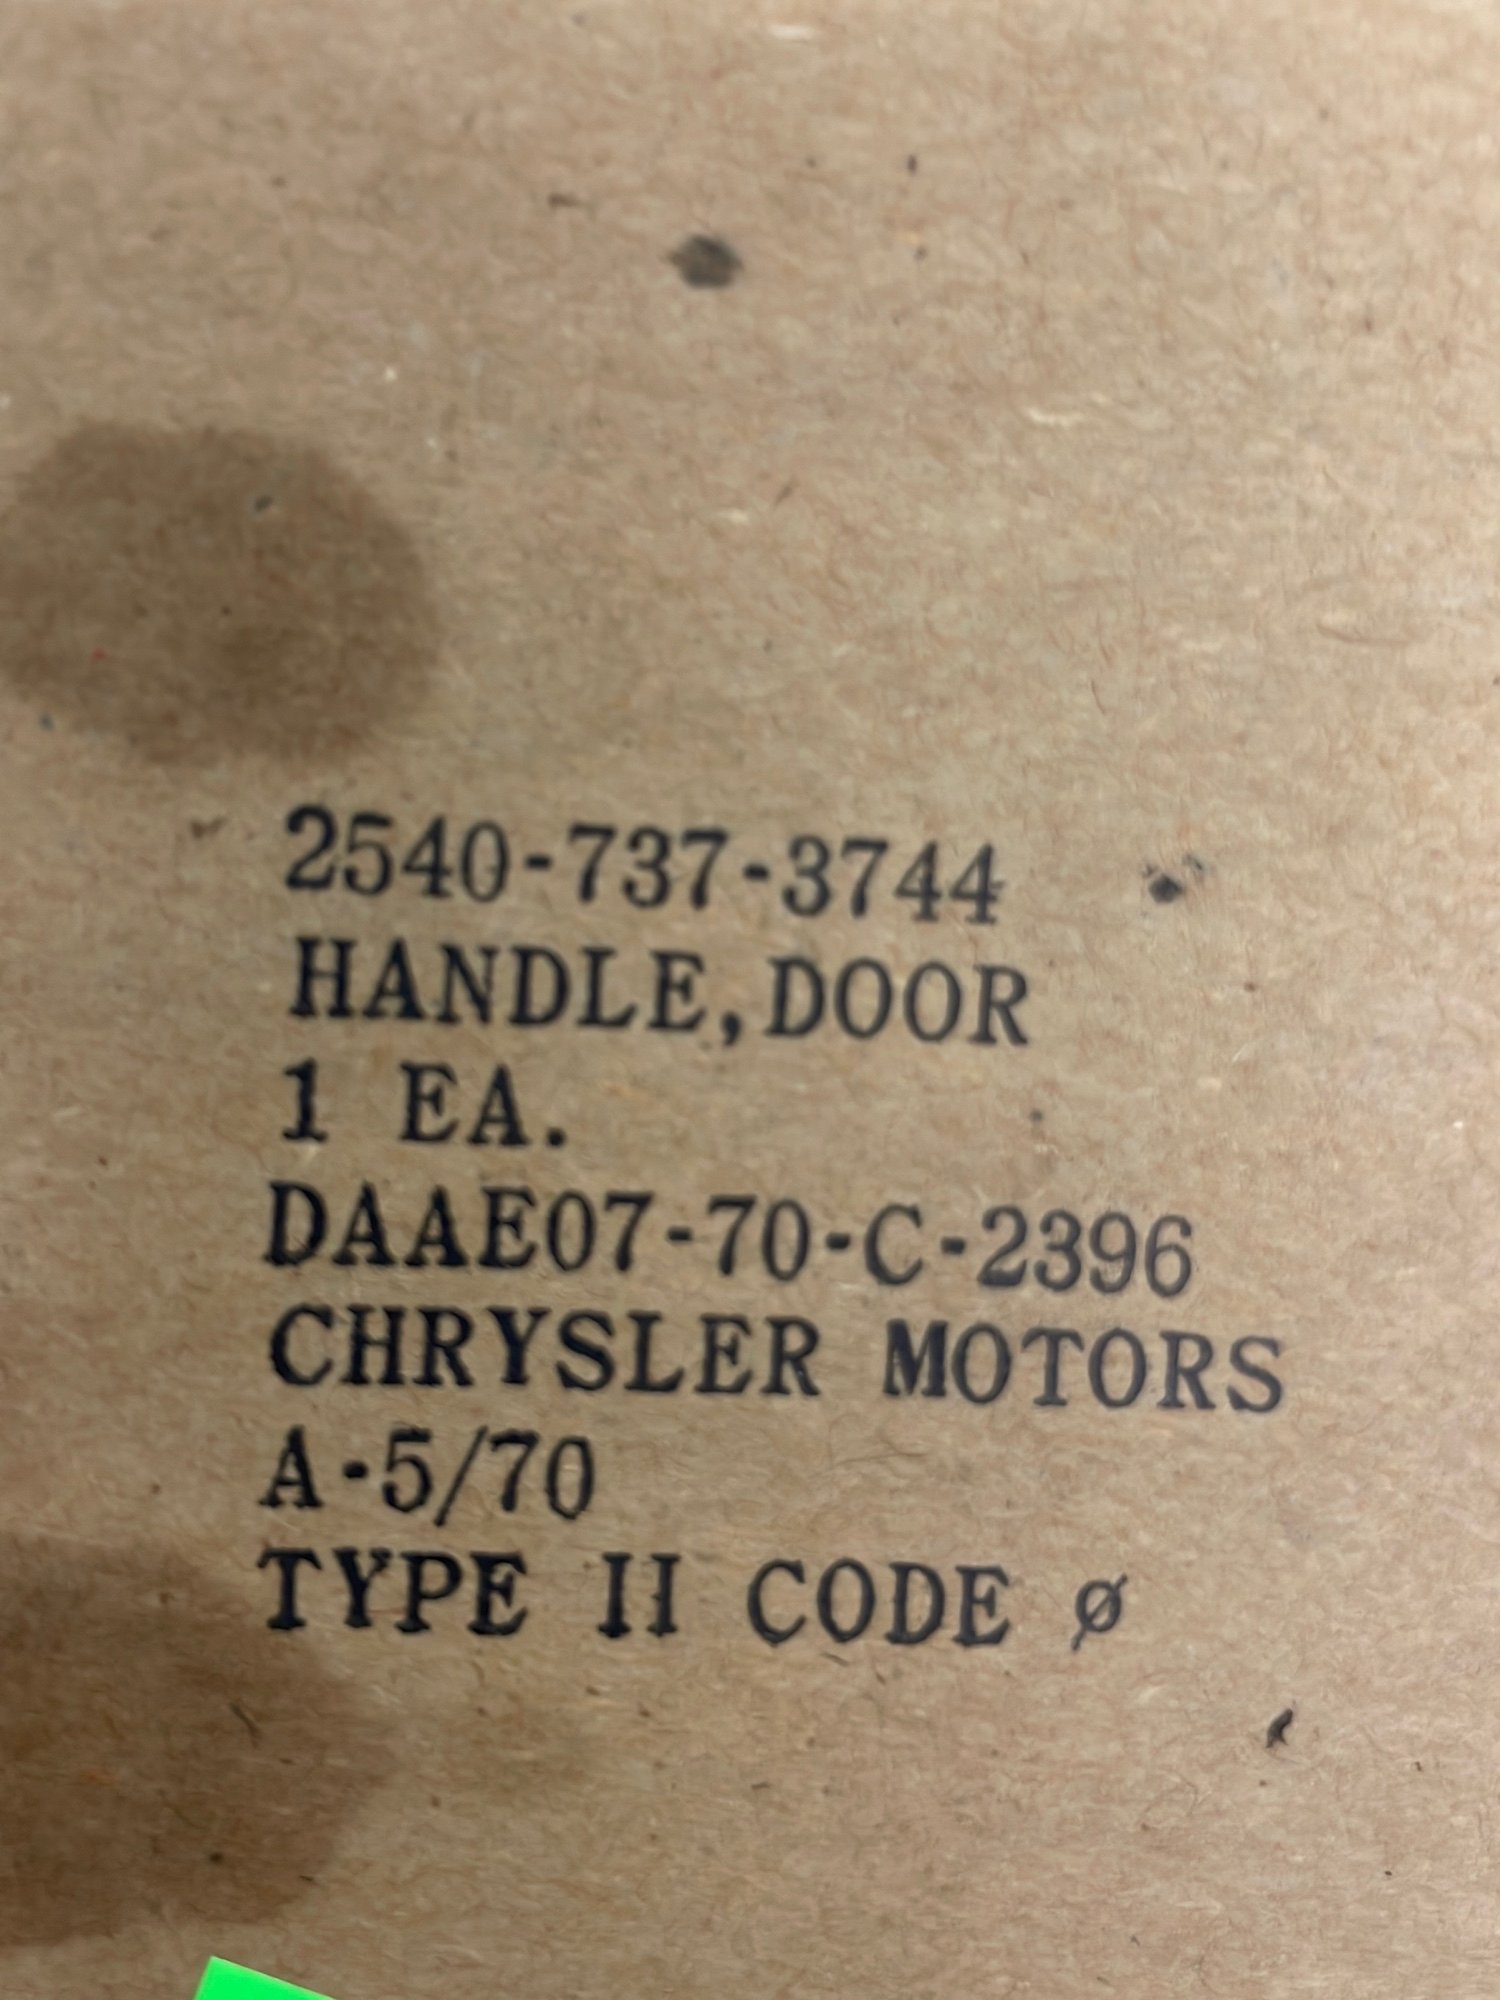 2540-737-3744
HANDLE,DOOR
1 EA.
DAAE07-70-C-2396
CHRYSLER MOTORS
A-5/70
TYPE II CODE ø